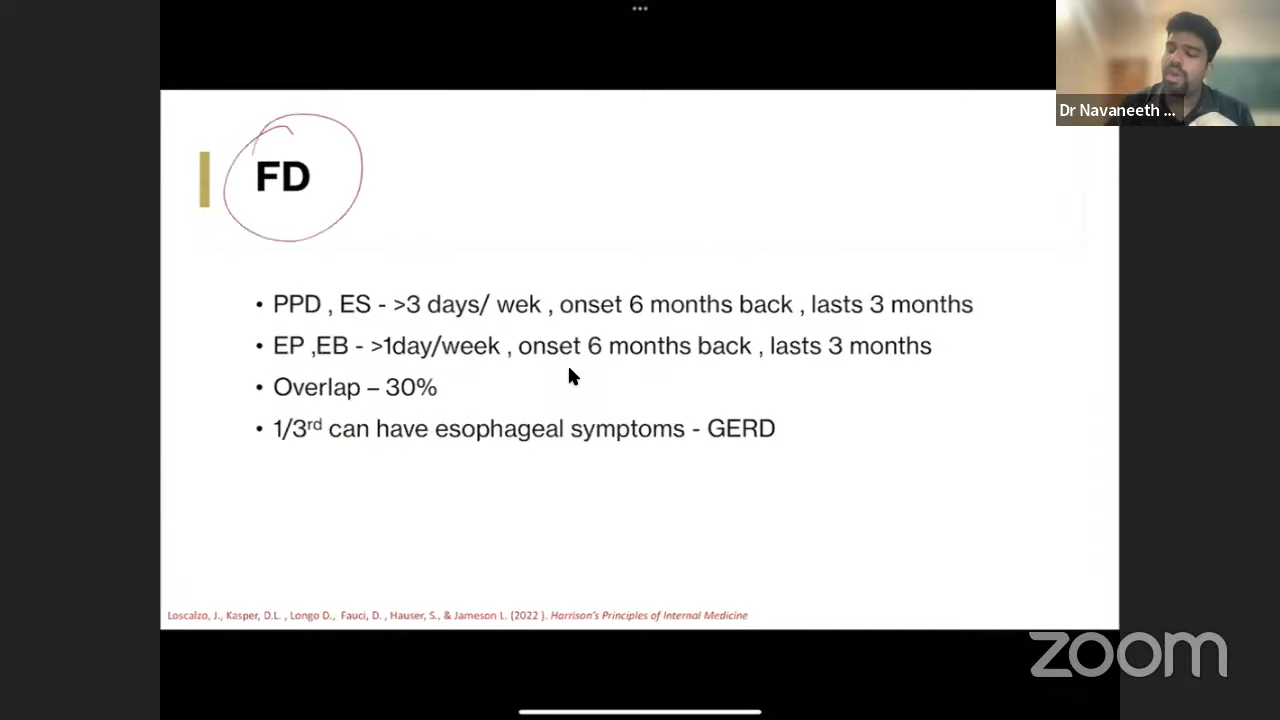 Dr Navaneeth ...
FD
• PPD , ES - >3 days/ wek , onset 6 months back , lasts 3 months
• EP ,EB - >1day/week , onset 6 months back , lasts 3 months
• Overlap – 30%
• 1/3rd can have esophageal symptoms - GERD
Loscalzo, J., Kasper, D.L. , Longo D., Fauci, D. , Hauser, S., & Jameson L. (2022 ). Harrison's Principles of Internal Medicine
zoom